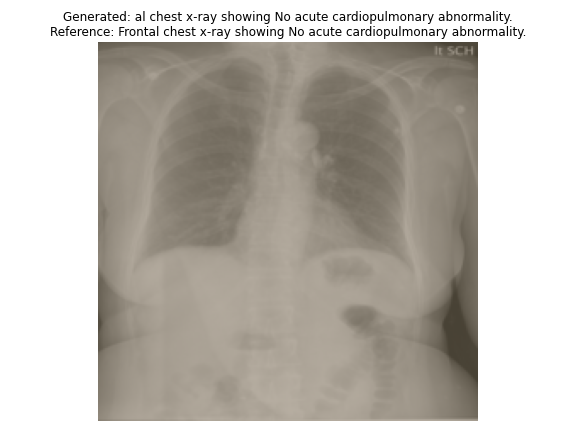 Generated: al chest x-ray showing No acute cardiopulmonary abnormality.
Reference: Frontal chest x-ray showing No acute cardiopulmonary abnormality.
lt SCH